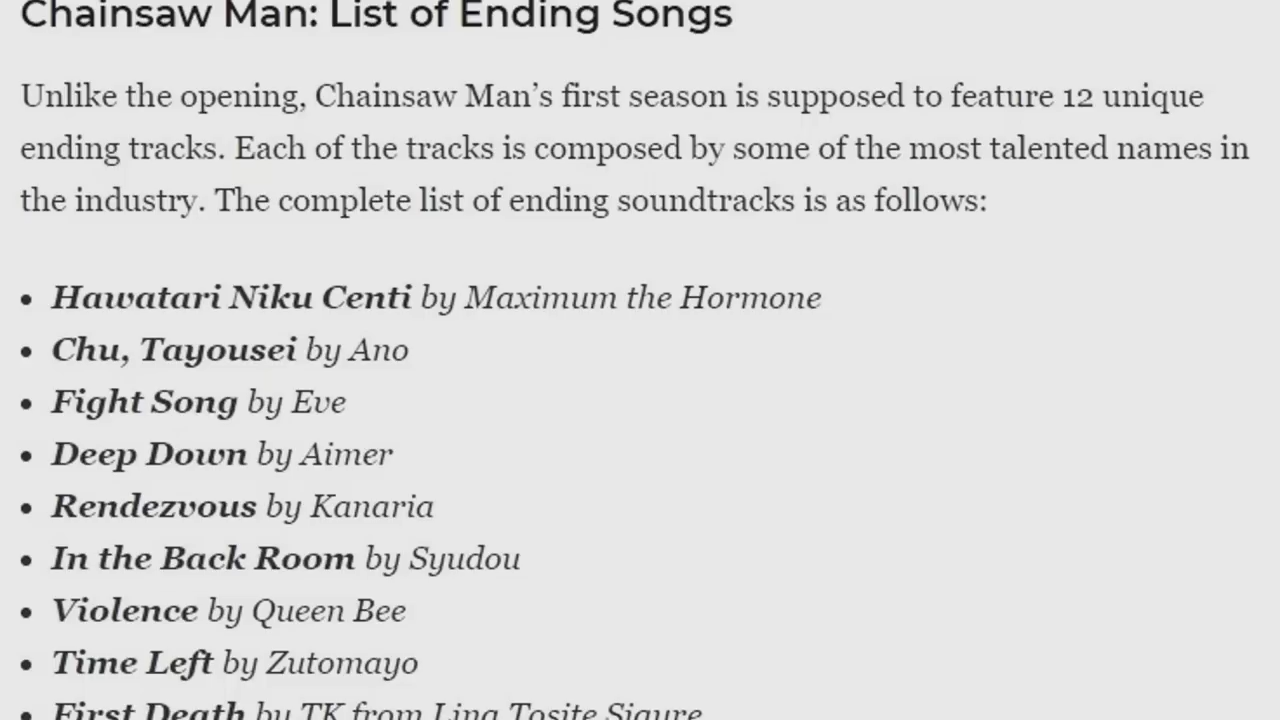 Chainsaw Man: List of Ending Songs
Unlike the opening, Chainsaw Man’s first season is supposed to feature 12 unique
ending tracks. Each of the tracks is composed by some of the most talented names in
the industry. The complete list of ending soundtracks is as follows:
• Hawatari Niku Centi by Maximum the Hormone
• Chu, Tayousei by Ano
• Fight Song by Eve
• Deep Down by Aimer
• Rendezvous by Kanaria
• In the Back Room by Syudou
• Violence by Queen Bee
• Time Left by Zutomayo
• First Death by TK from Ling Tosite Sigure